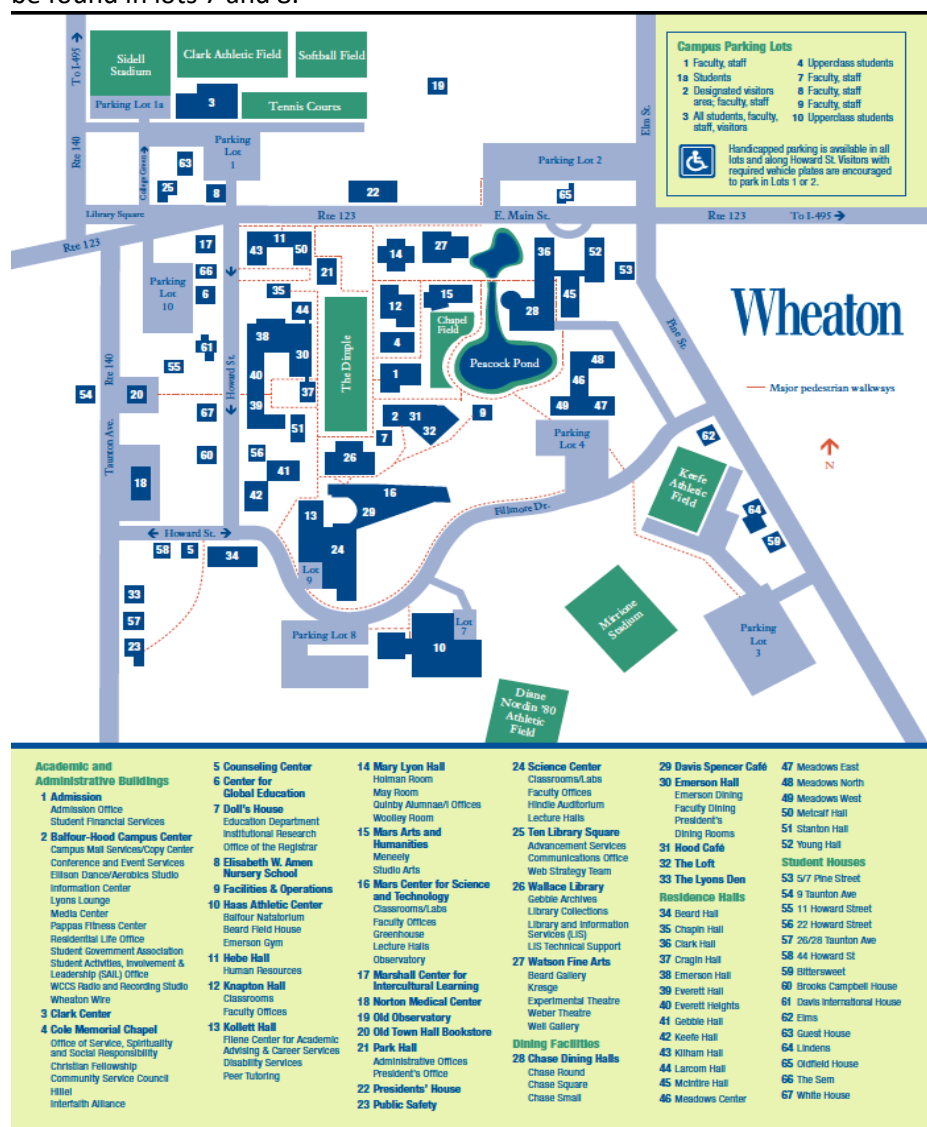 be found in lots 7 and 8.
To I-495
Rte 140
Sidell
Stadium
Clark Athletic Field
Softball Field
Parking Lot 1a
3
Tennis Courts
19
Elm St.
Campus Parking Lots
1 Faculty, staff
1a Students
2 Designated visitors
area; faculty, staff
3 All students, faculty,
staff, visitors
4 Upperclass students
7 Faculty, staff
8 Faculty, staff
9 Faculty, staff
10 Upperclass students
Handicapped parking is available in all
lots and along Howard St. Visitors with
required vehicle plates are encouraged
to park in Lots 1 or 2.
Parking
Lot
1
College Green
63
25
8
22
Parking Lot 2
65
Library Square
Rte 123
E. Main St.
Rte 123
To I-495
Rte 123
17
43
11
50
21
14
27
36
52
53
66
6
Parking
Lot
10
35
44
12
15
45
28
Chapel
Field
38
30
The Dimple
4
Peacock Pond
Wheaton
Pine St.
61
55
Howard St.
40
37
1
48
46
Major pedestrian walkways
54
20
Rte 140
67
39
51
2
31
32
9
49
47
7
Parking
Lot 4
62
N
Taunton Ave.
60
56
41
26
18
42
16
13
29
Fillmore Dr.
Keefe
Athletic
Field
64
59
Howard St.
58
5
34
24
Lot
9
33
57
23
Parking Lot 8
Lot
7
10
Mirrione
Stadium
Parking
Lot
3
Diane
Nordin '80
Athletic
Field
Academic and
Administrative Buildings
1 Admission
Admission Office
Student Financial Services
2 Balfour-Hood Campus Center
Campus Mail Services/Copy Center
Conference and Event Services
Ellison Dance/Aerobics Studio
Information Center
Lyons Lounge
Media Center
Pappas Fitness Center
Residential Life Office
Student Government Association
Student Activities, Involvement &
Leadership (SAIL) Office
WCCS Radio and Recording Studio
Wheaton Wire
3 Clark Center
4 Cole Memorial Chapel
Office of Service, Spirituality
and Social Responsibility
Christian Fellowship
Community Service Council
Hillel
Interfaith Alliance
5 Counseling Center
6 Center for
Global Education
7 Doll's House
Education Department
Institutional Research
Office of the Registrar
8 Elisabeth W. Amen
Nursery School
9 Facilities & Operations
10 Haas Athletic Center
Balfour Natatorium
Beard Field House
Emerson Gym
11 Hebe Hall
Human Resources
12 Knapton Hall
Classrooms
Faculty Offices
13 Kollett Hall
Filene Center for Academic
Advising & Career Services
Disability Services
Peer Tutoring
14 Mary Lyon Hall
Holman Room
May Room
Quinby Alumnae/i Offices
Woolley Room
15 Mars Arts and
Humanities
Meneely
Studio Arts
16 Mars Center for Science
and Technology
Classrooms/Labs
Faculty Offices
Greenhouse
Lecture Halls
Observatory
17 Marshall Center for
Intercultural Learning
18 Norton Medical Center
19 Old Observatory
20 Old Town Hall Bookstore
21 Park Hall
Administrative Offices
President's Office
22 Presidents' House
23 Public Safety
24 Science Center
Classrooms/Labs
Faculty Offices
Hindle Auditorium
Lecture Halls
25 Ten Library Square
Advancement Services
Communications Office
Web Strategy Team
26 Wallace Library
Gebbie Archives
Library Collections
Library and Information
Services (LIS)
LIS Technical Support
27 Watson Fine Arts
Beard Gallery
Kresge
Experimental Theatre
Weber Theatre
Weil Gallery
Dining Facilities
28 Chase Dining Halls
Chase Round
Chase Square
Chase Small
29 Davis Spencer Café
30 Emerson Hall
Emerson Dining
Faculty Dining
President's
Dining Rooms
31 Hood Café
32 The Loft
33 The Lyons Den
Residence Halls
34 Beard Hall
35 Chapin Hall
36 Clark Hall
37 Cragin Hall
38 Emerson Hall
39 Everett Hall
40 Everett Heights
41 Gebbie Hall
42 Keefe Hall
43 Kilham Hall
44 Larcom Hall
45 McIntire Hall
46 Meadows Center
47 Meadows East
48 Meadows North
49 Meadows West
50 Metcalf Hall
51 Stanton Hall
52 Young Hall
Student Houses
53 5/7 Pine Street
54 9 Taunton Ave
55 11 Howard Street
56 22 Howard Street
57 26/28 Taunton Ave
58 44 Howard St
59 Bittersweet
60 Brooks Campbell House
61 Davis International House
62 Elms
63 Guest House
64 Lindens
65 Oldfield House
66 The Sem
67 White House